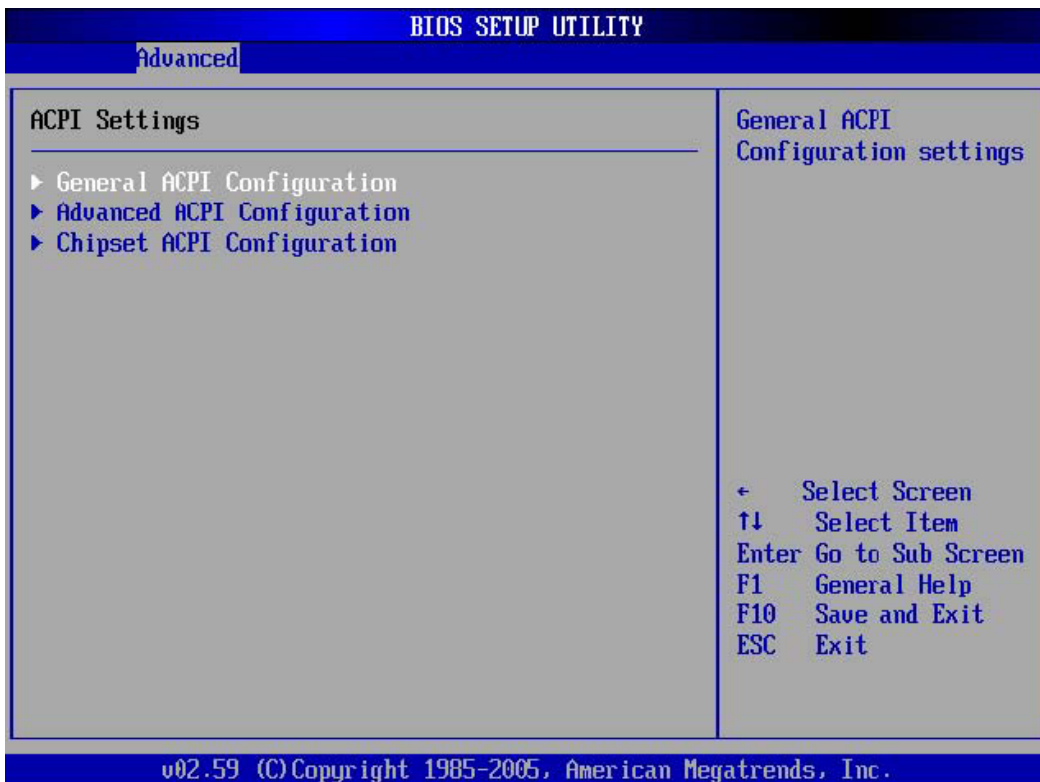 BIOS SETUP UTILITY
Advanced
ACPI Settings
▶ General ACPI Configuration
▶ Advanced ACPI Configuration
▶ Chipset ACPI Configuration
General ACPI
Configuration settings
← Select Screen
↑↓ Select Item
Enter Go to Sub Screen
F1 General Help
F10 Save and Exit
ESC Exit
v02.59 (C)Copyright 1985-2005, American Megatrends, Inc.